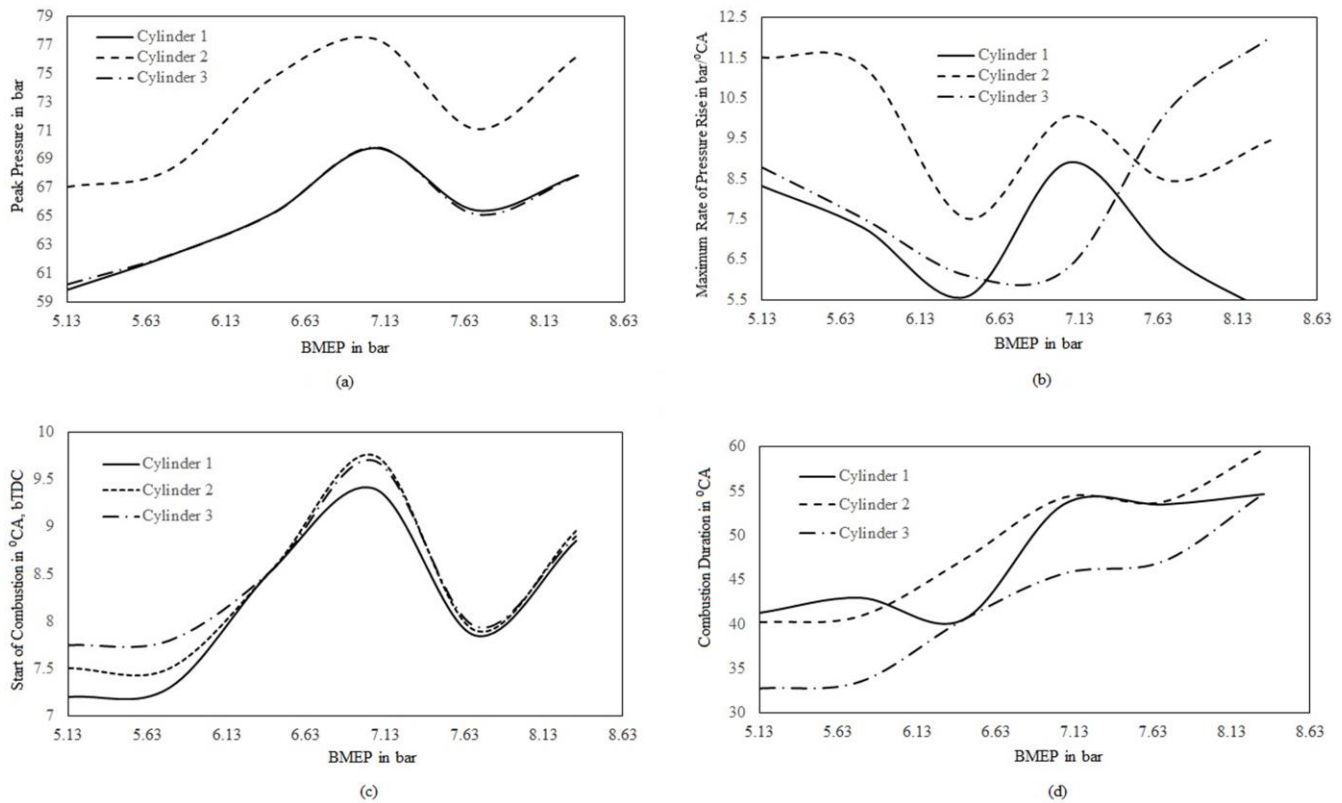 79
77
75
73
71
69
67
65
63
61
59
Peak Pressure in bar
Cylinder 1
Cylinder 2
Cylinder 3
5.13 5.63 6.13 6.63 7.13 7.63 8.13 8.63
BMEP in bar
(a)
12.5
11.5
10.5
9.5
8.5
7.5
6.5
5.5
Maximum Rate of Pressure Rise in bar/⁰CA
Cylinder 1
Cylinder 2
Cylinder 3
5.13 5.63 6.13 6.63 7.13 7.63 8.13 8.63
BMEP in bar
(b)
10
9.5
9
8.5
8
7.5
7
Start of Combustion in ⁰CA, bTDC
Cylinder 1
Cylinder 2
Cylinder 3
5.13 5.63 6.13 6.63 7.13 7.63 8.13 8.63
BMEP in bar
(c)
60
55
50
45
40
35
30
Combustion Duration in ⁰CA
Cylinder 1
Cylinder 2
Cylinder 3
5.13 5.63 6.13 6.63 7.13 7.63 8.13 8.63
BMEP in bar
(d)